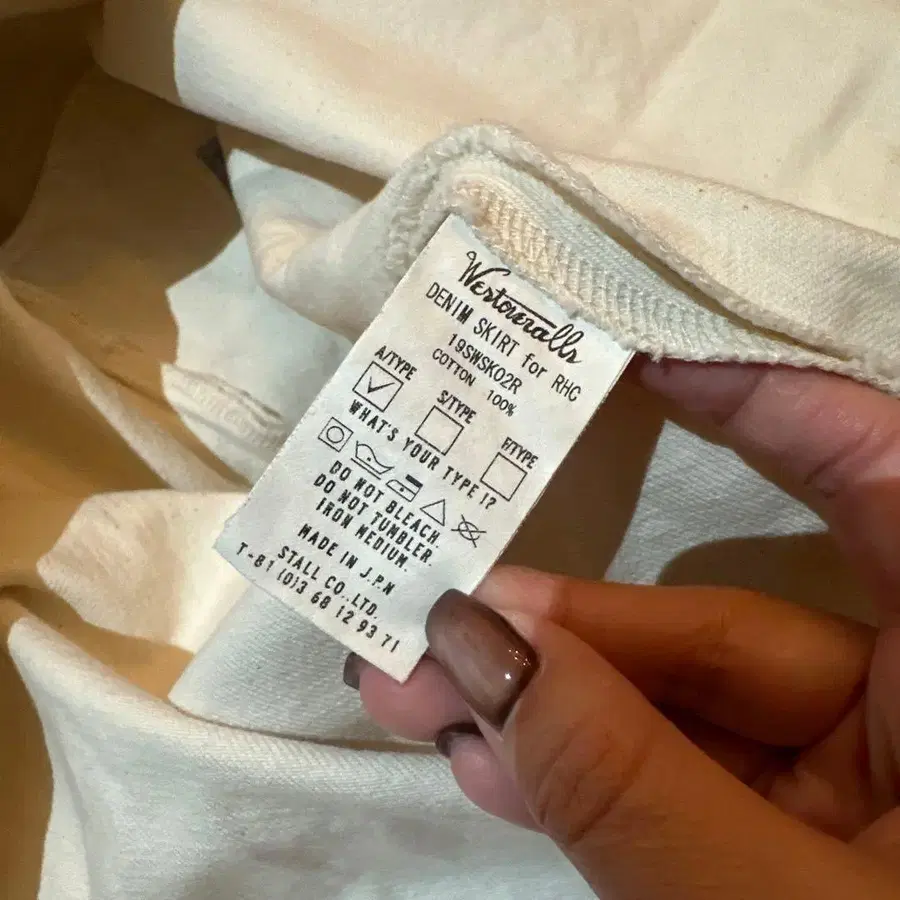 Westoveralls
DENIM SKIRT for RHC
19SWSK02R
COTTON 100%
A/TYPE S/TYPE F/TYPE
WHAT'S YOUR TYPE !?
DO NOT BLEACH.
DO NOT TUMBLER.
IRON MEDIUM.
MADE IN J.P.N
STALL CO.,LTD.
T-81 (0)3 68 12 93 71